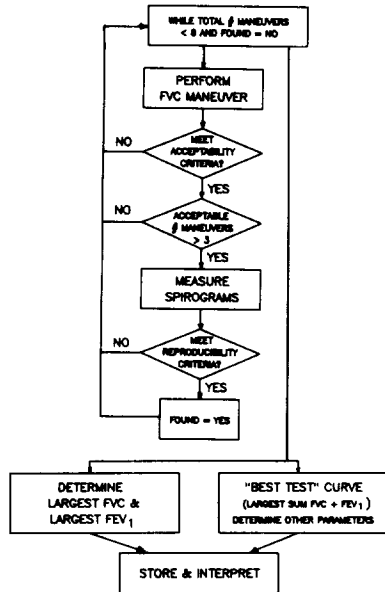 WHILE TOTAL # MANEUVERS
< 8 AND FOUND = NO
PERFORM
FVC MANEUVER
NO
MEET
ACCEPTABILITY
CRITERIA?
YES
NO
ACCEPTABLE
# MANEUVERS
> 3
YES
MEASURE
SPIROGRAMS
NO
MEET
REPRODUCIBILITY
CRITERIA?
YES
FOUND = YES
DETERMINE
LARGEST FVC &
LARGEST FEV₁
"BEST TEST" CURVE
(LARGEST SUM FVC + FEV₁)
DETERMINE OTHER PARAMETERS
STORE & INTERPRET